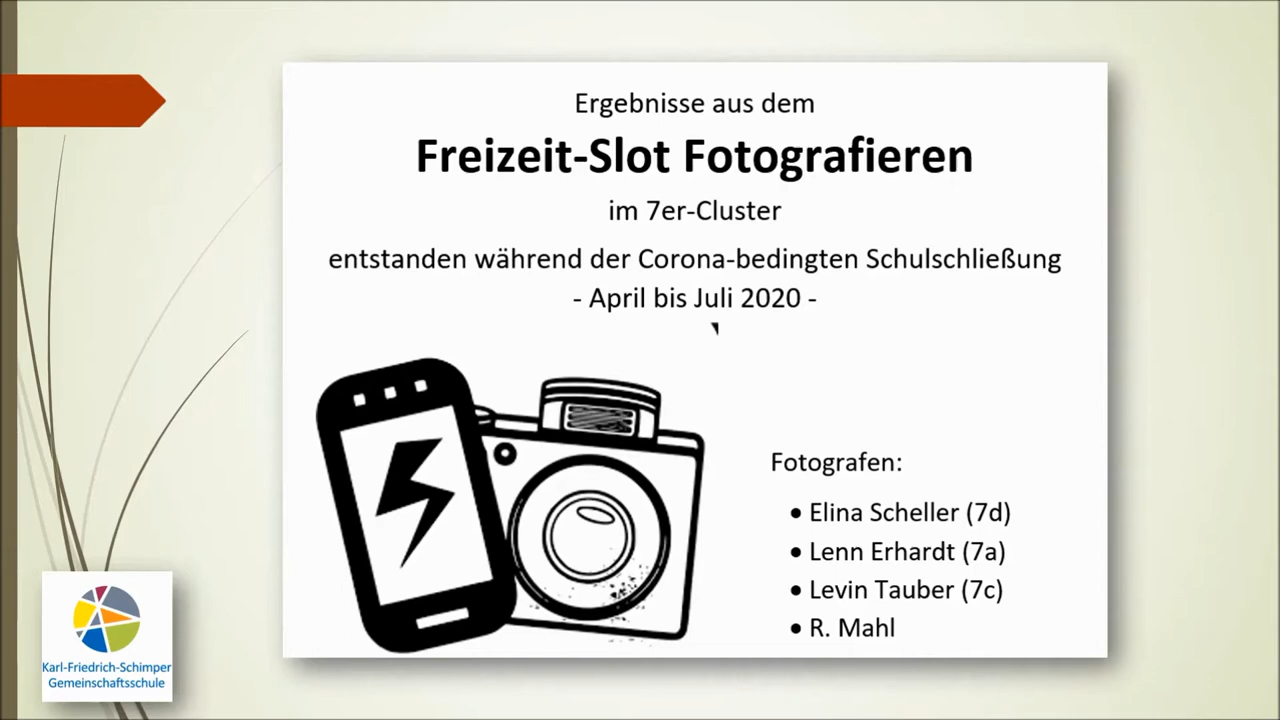 Ergebnisse aus dem
Freizeit-Slot Fotografieren
im 7er-Cluster
entstanden während der Corona-bedingten Schulschließung
- April bis Juli 2020 -
Fotografen:
• Elina Scheller (7d)
• Lenn Erhardt (7a)
• Levin Tauber (7c)
• R. Mahl
Karl-Friedrich-Schimper
Gemeinschaftsschule